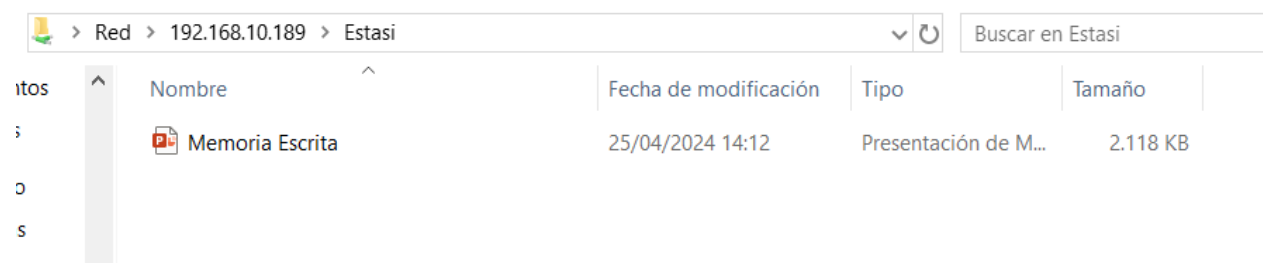 Red > 192.168.10.189 > Estasi
Buscar en Estasi
Nombre Fecha de modificación Tipo Tamaño
Memoria Escrita 25/04/2024 14:12 Presentación de M... 2.118 KB